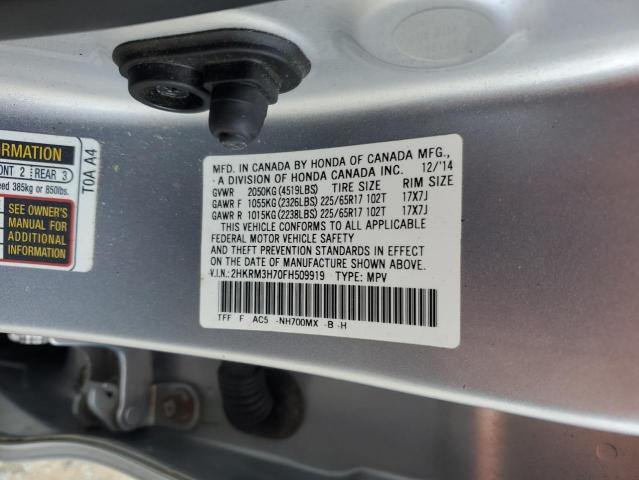 ORMATION
ONT 2 REAR 3
eed 385kg or 850lbs.
SEE OWNER'S
MANUAL FOR
ADDITIONAL
INFORMATION
T0A A4
MFD. IN CANADA BY HONDA OF CANADA MFG.,
A DIVISION OF HONDA CANADA INC. 12/'14
GVWR 2050KG(4519LBS) TIRE SIZE RIM SIZE
GAWR F 1055KG(2326LBS) 225/65R17 102T 17X7J
GAWR R 1015KG(2238LBS) 225/65R17 102T 17X7J
THIS VEHICLE CONFORMS TO ALL APPLICABLE
FEDERAL MOTOR VEHICLE SAFETY
AND THEFT PREVENTION STANDARDS IN EFFECT
ON THE DATE OF MANUFACTURE SHOWN ABOVE.
V.I.N.:2HKRM3H70FH509919 TYPE: MPV
TFF F AC5 -NH700MX -B -H